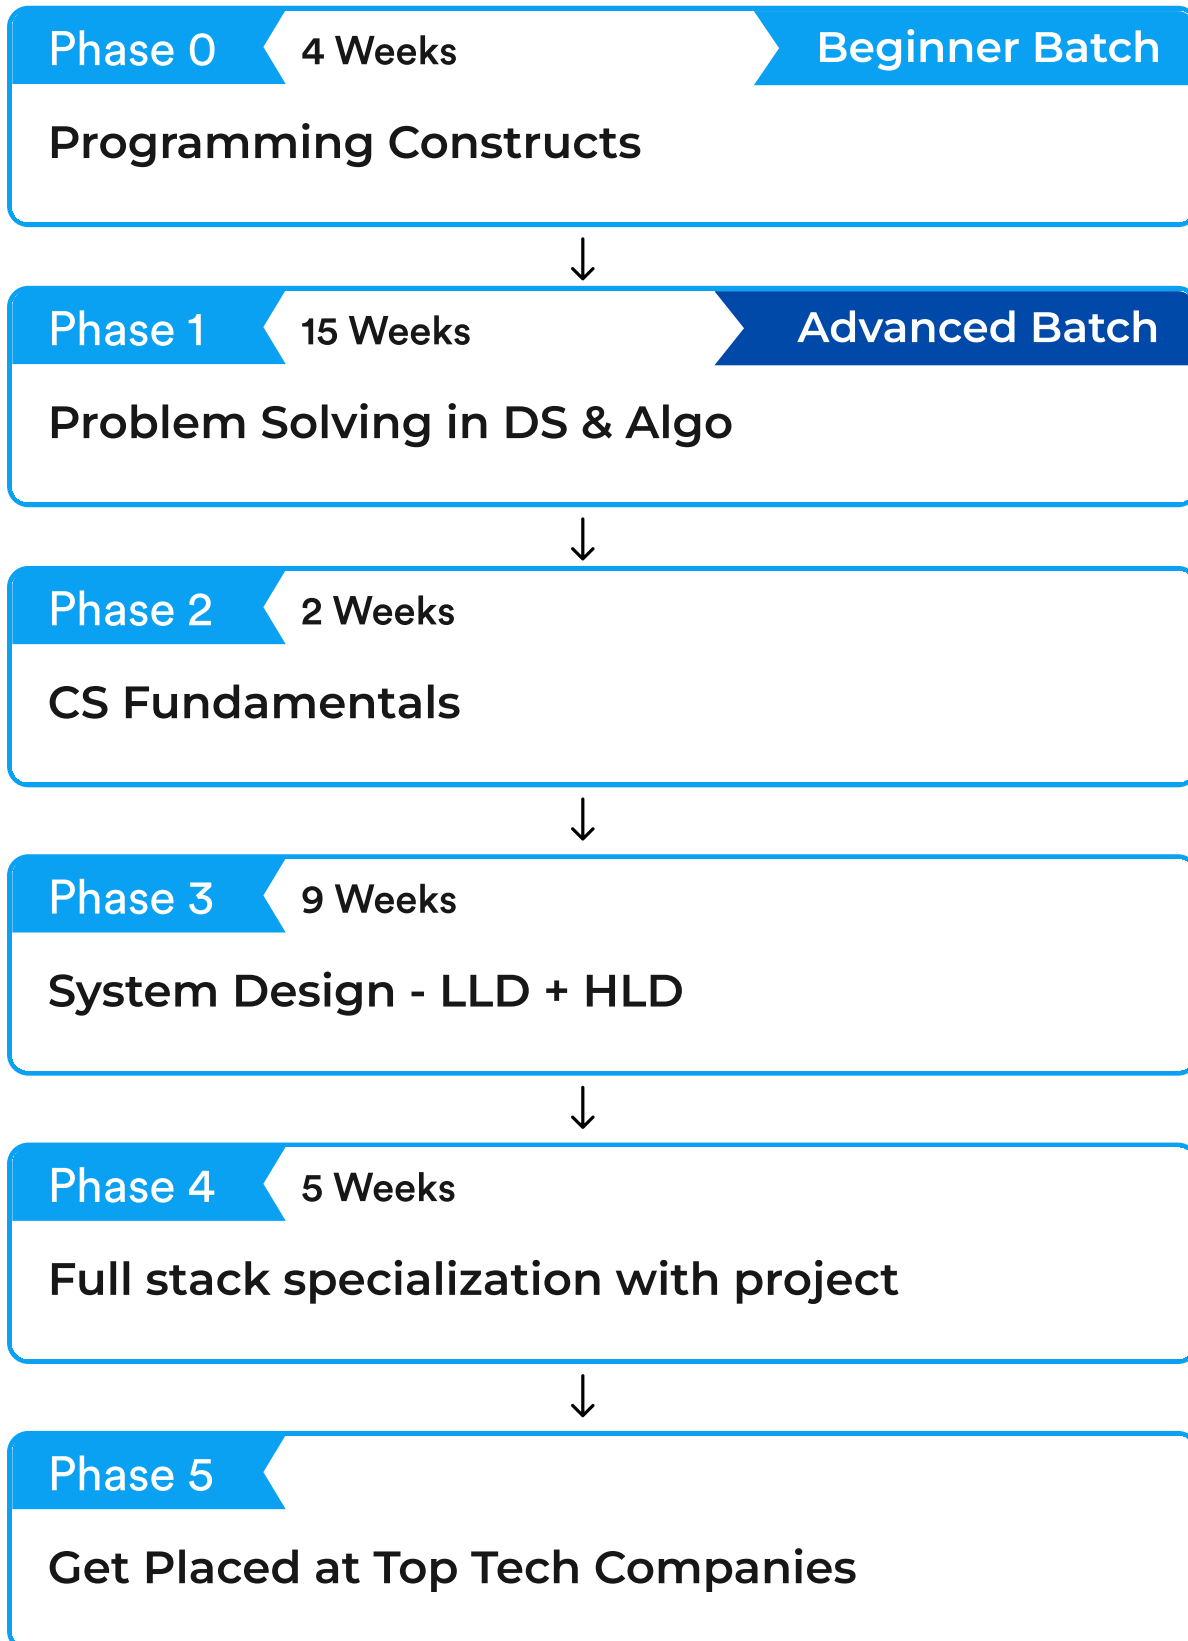 Phase 0 4 Weeks Beginner Batch
Programming Constructs
Phase 1 15 Weeks Advanced Batch
Problem Solving in DS & Algo
Phase 2 2 Weeks
CS Fundamentals
Phase 3 9 Weeks
System Design - LLD + HLD
Phase 4 5 Weeks
Full stack specialization with project
Phase 5
Get Placed at Top Tech Companies